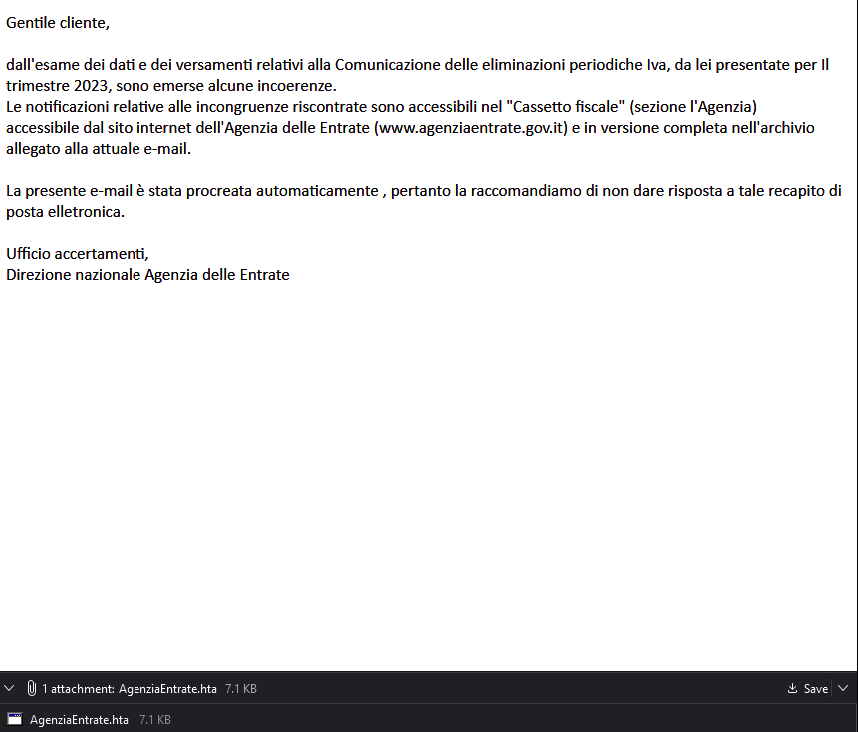 Gentile cliente,
dall'esame dei dati e dei versamenti relativi alla Comunicazione delle eliminazioni periodiche Iva, da lei presentate per Il
trimestre 2023, sono emerse alcune incoerenze.
Le notificazioni relative alle incongruenze riscontrate sono accessibili nel "Cassetto fiscale" (sezione l'Agenzia)
accessibile dal sito internet dell'Agenzia delle Entrate (www.agenziaentrate.gov.it) e in versione completa nell'archivio
allegato alla attuale e-mail.
La presente e-mail è stata procreata automaticamente , pertanto la raccomandiamo di non dare risposta a tale recapito di
posta elletronica.
Ufficio accertamenti,
Direzione nazionale Agenzia delle Entrate
1 attachment: AgenziaEntrate.hta 7.1 KB Save
AgenziaEntrate.hta 7.1 KB